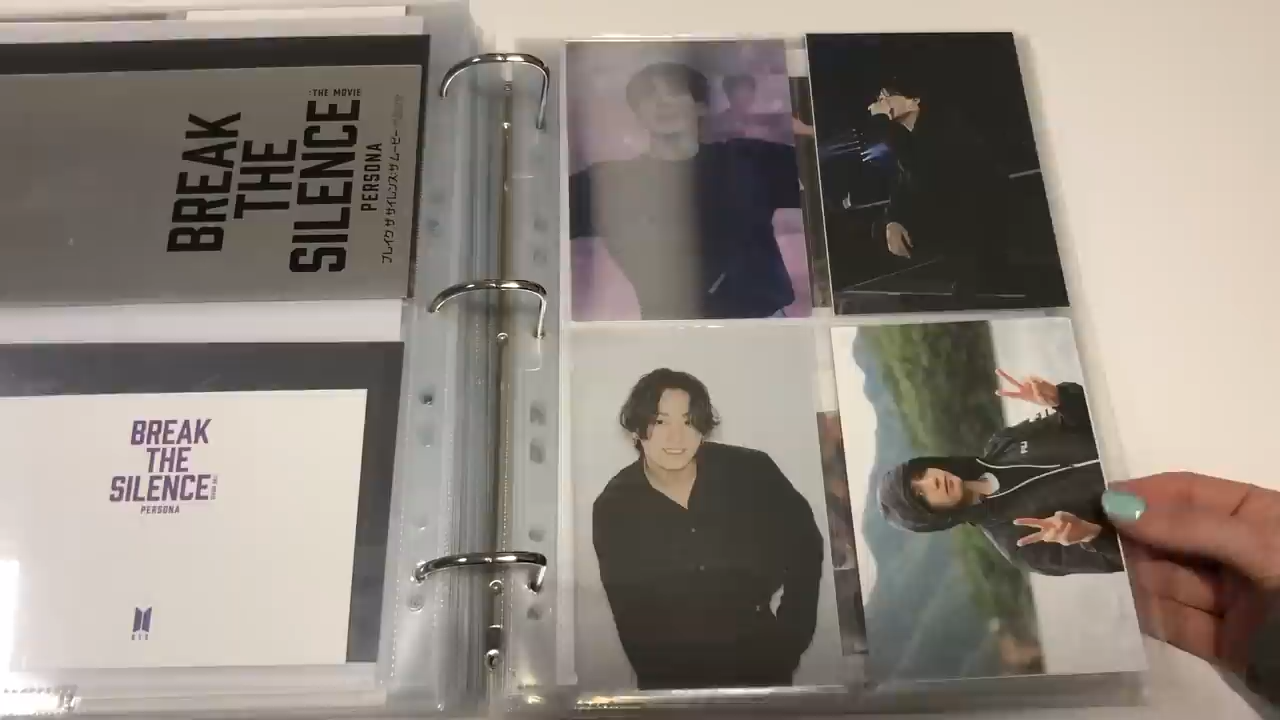 :THE MOVIE
BREAK
THE
SILENCE
PERSONA
ブレイク ザ サイレンス:ザ ムービー
BREAK
THE
SILENCE
PERSONA
BTS